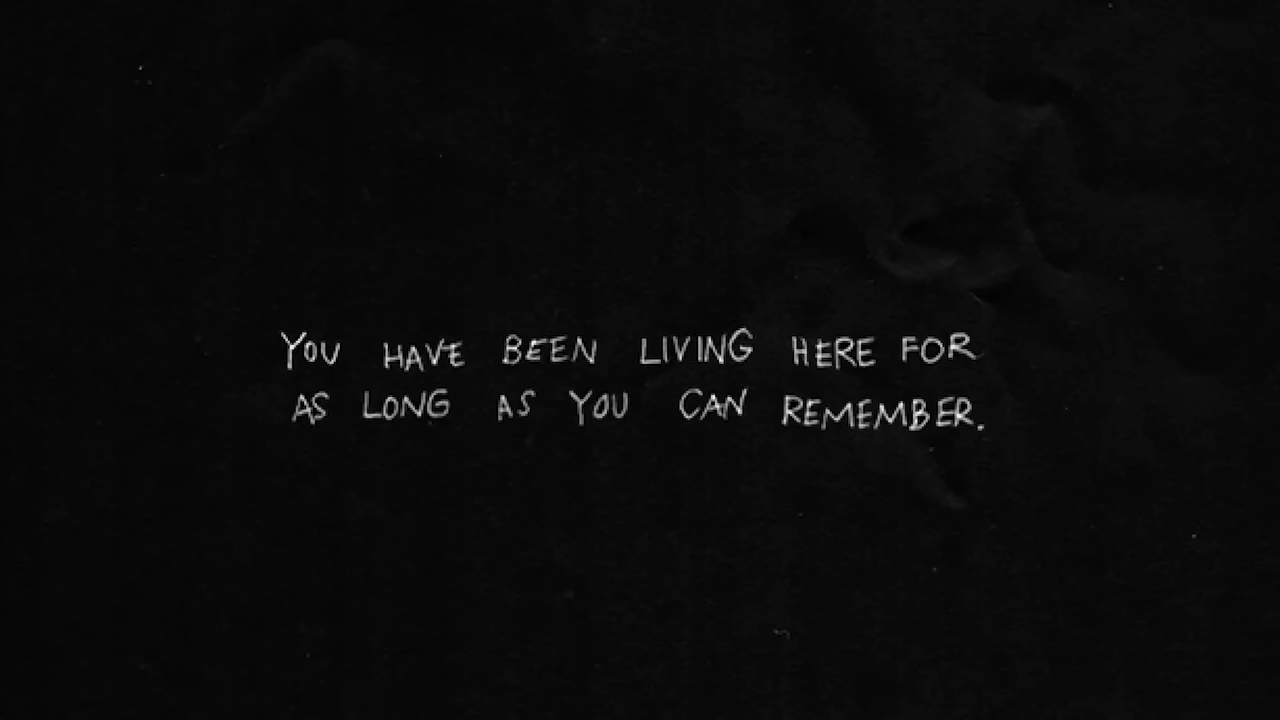 YOU HAVE BEEN LIVING HERE FOR
AS LONG AS YOU CAN REMEMBER.